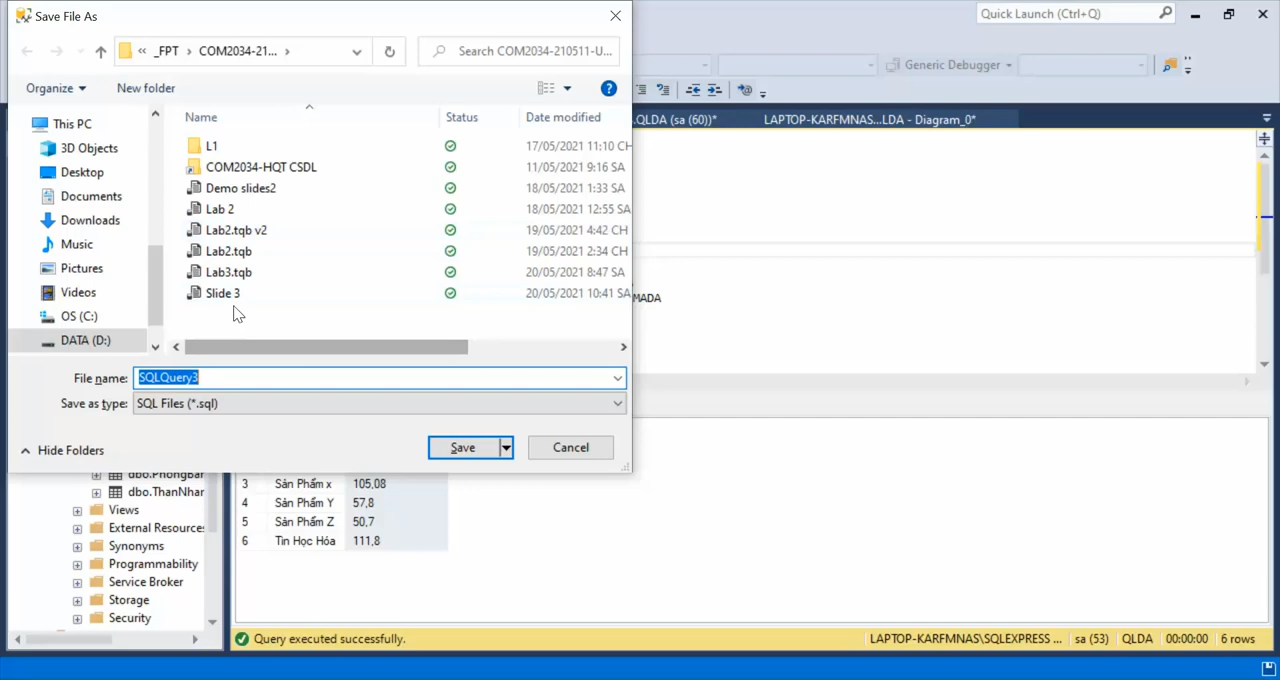 Save File As
Quick Launch (Ctrl+Q)
« _FPT › COM2034-21... ›
Search COM2034-210511-U...
Generic Debugger
Organize
New folder
This PC
3D Objects
Desktop
Documents
Downloads
Music
Pictures
Videos
OS (C:)
DATA (D:)
Name Status Date modified
L1 17/05/2021 11:10 CH
COM2034-HQT CSDL 11/05/2021 9:16 SA
Demo slides2 18/05/2021 1:33 SA
Lab 2 18/05/2021 12:55 SA
Lab2.tqb v2 19/05/2021 4:42 CH
Lab2.tqb 19/05/2021 2:34 CH
Lab3.tqb 20/05/2021 8:47 SA
Slide 3 20/05/2021 10:41 SA
.QLDA (sa (60))*
LAPTOP-KARFMNAS...LDA - Diagram_0*
MADA
File name: SQLQuery3
Save as type: SQL Files (*.sql)
Hide Folders
Save
Cancel
dbo.PhongBan
dbo.ThanNhan
Views
External Resources
Synonyms
Programmability
Service Broker
Storage
Security
3 Sản Phẩm x 105,08
4 Sản Phẩm Y 57,8
5 Sản Phẩm Z 50,7
6 Tin Học Hóa 111,8
Query executed successfully.
LAPTOP-KARFMNAS\SQLEXPRESS ... sa (53) QLDA 00:00:00 6 rows